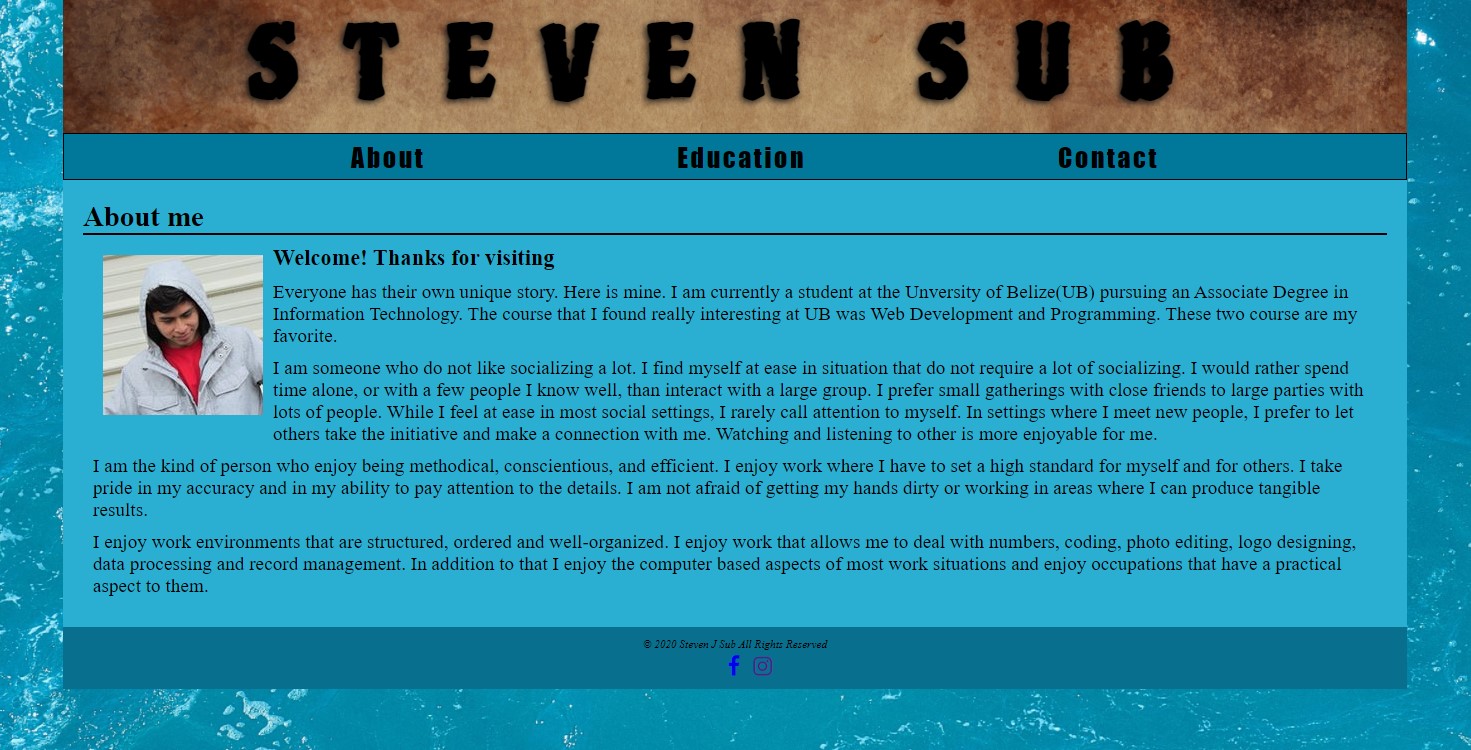 STEVEN SUB
About Education Contact
About me
Welcome! Thanks for visiting
Everyone has their own unique story. Here is mine. I am currently a student at the Unversity of Belize(UB) pursuing an Associate Degree in
Information Technology. The course that I found really interesting at UB was Web Development and Programming. These two course are my
favorite.
I am someone who do not like socializing a lot. I find myself at ease in situation that do not require a lot of socializing. I would rather spend
time alone, or with a few people I know well, than interact with a large group. I prefer small gatherings with close friends to large parties with
lots of people. While I feel at ease in most social settings, I rarely call attention to myself. In settings where I meet new people, I prefer to let
others take the initiative and make a connection with me. Watching and listening to other is more enjoyable for me.
I am the kind of person who enjoy being methodical, conscientious, and efficient. I enjoy work where I have to set a high standard for myself and for others. I take
pride in my accuracy and in my ability to pay attention to the details. I am not afraid of getting my hands dirty or working in areas where I can produce tangible
results.
I enjoy work environments that are structured, ordered and well-organized. I enjoy work that allows me to deal with numbers, coding, photo editing, logo designing,
data processing and record management. In addition to that I enjoy the computer based aspects of most work situations and enjoy occupations that have a practical
aspect to them.
© 2020 Steven J Sub All Rights Reserved